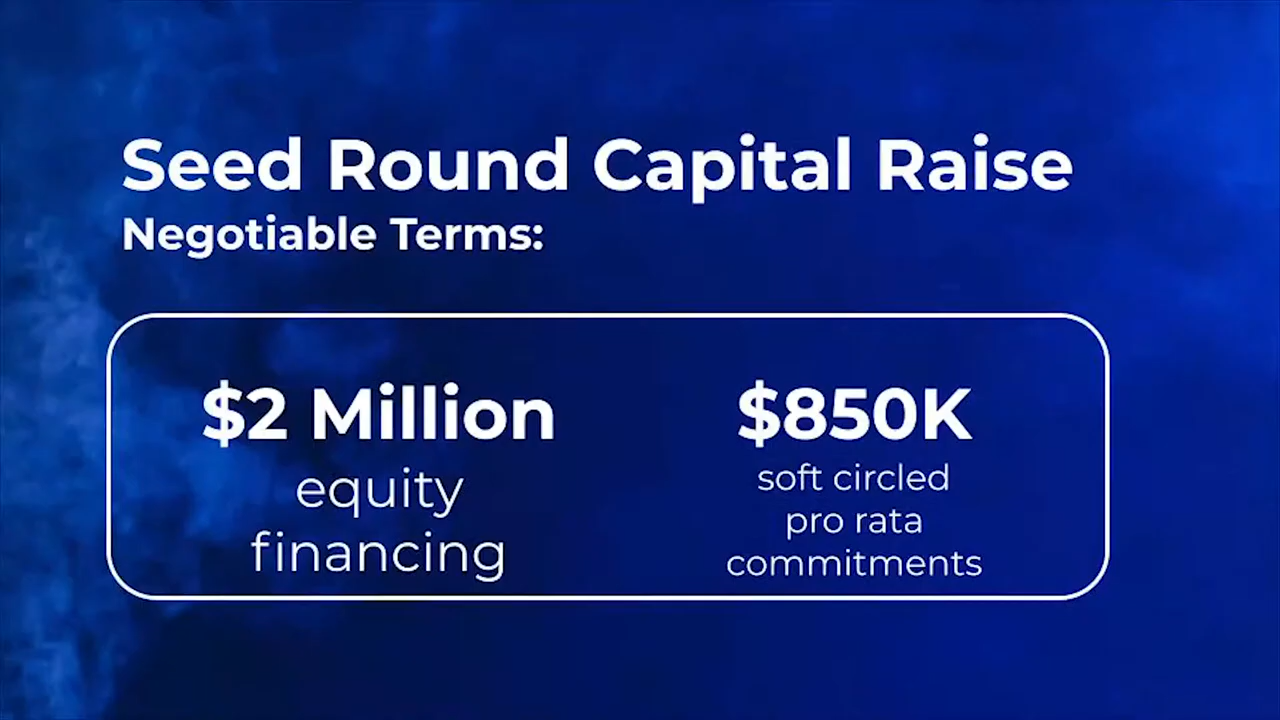 Seed Round Capital Raise
Negotiable Terms:
$2 Million
equity
financing
$850K
soft circled
pro rata
commitments